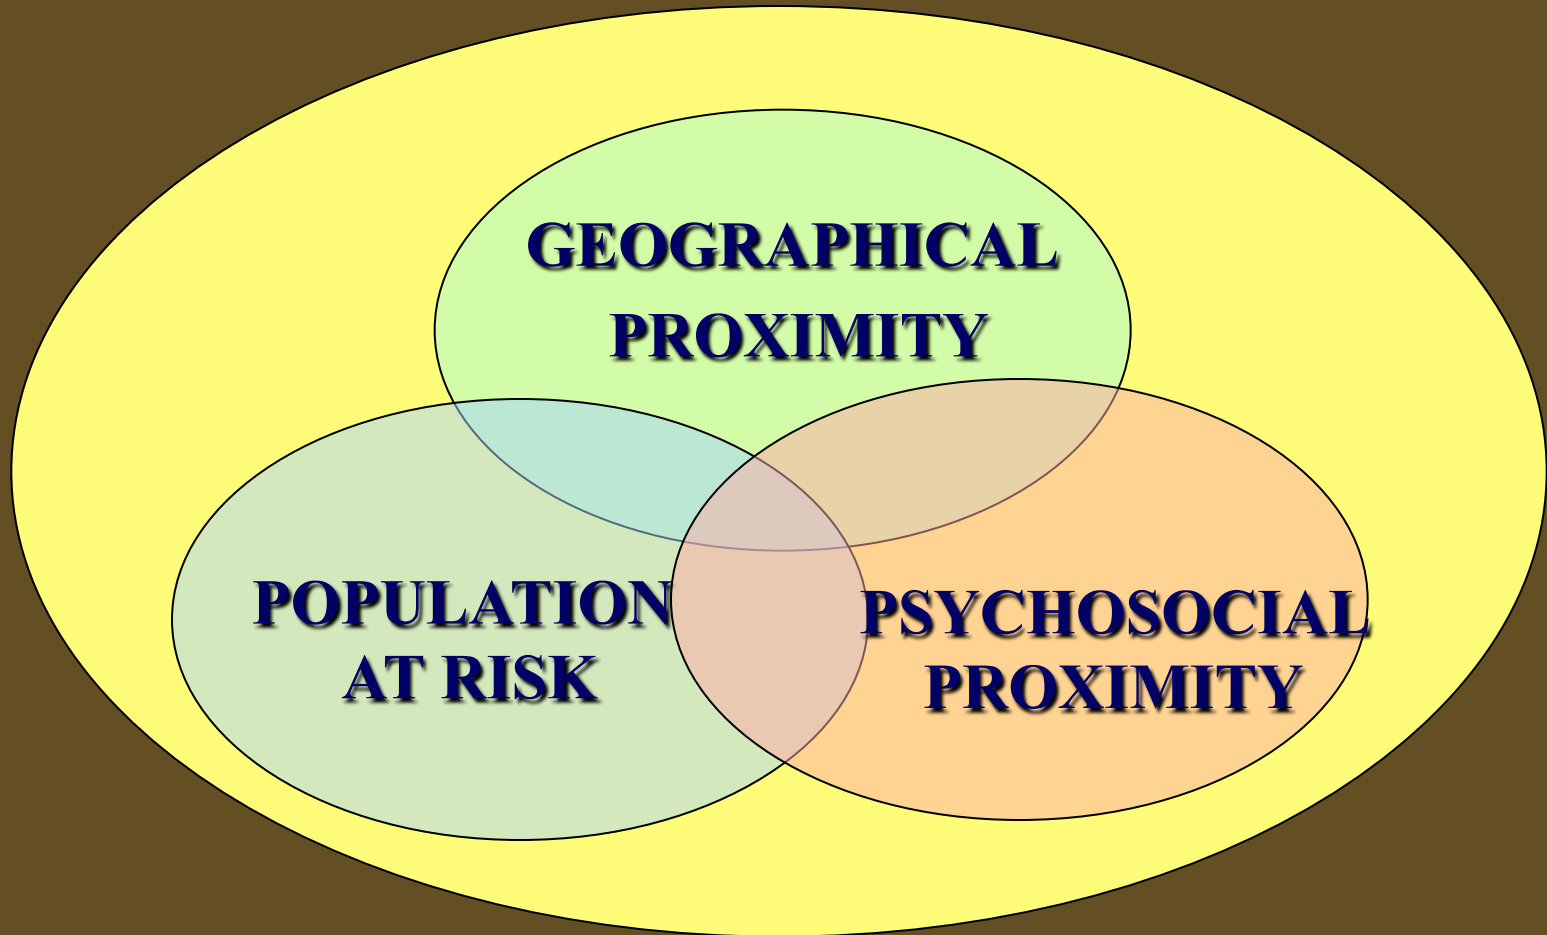 GEOGRAPHICAL
PROXIMITY
POPULATION
AT RISK
PSYCHOSOCIAL
PROXIMITY